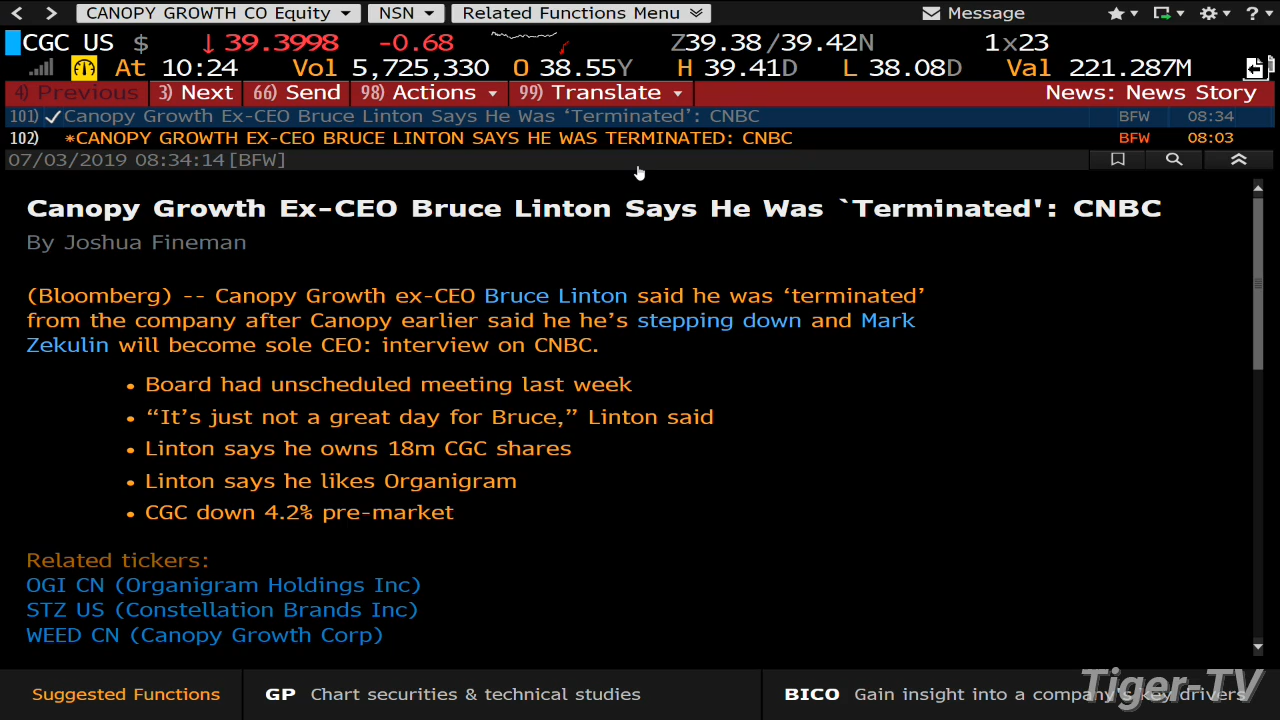 CANOPY GROWTH CO Equity NSN Related Functions Menu Message ?
CGC US $ ↓39.3998 -0.68 Z39.38/39.42N 1x23
At 10:24 Vol 5,725,330 O 38.55Y H 39.41D L 38.08D Val 221.287M
4) Previous 3) Next 66) Send 98) Actions 99) Translate News: News Story
101) ✓Canopy Growth Ex-CEO Bruce Linton Says He Was ‘Terminated’: CNBC BFW 08:34
102) *CANOPY GROWTH EX-CEO BRUCE LINTON SAYS HE WAS TERMINATED: CNBC BFW 08:03
07/03/2019 08:34:14 [BFW]
Canopy Growth Ex-CEO Bruce Linton Says He Was `Terminated': CNBC
By Joshua Fineman
(Bloomberg) -- Canopy Growth ex-CEO Bruce Linton said he was ‘terminated’
from the company after Canopy earlier said he he’s stepping down and Mark
Zekulin will become sole CEO: interview on CNBC.
• Board had unscheduled meeting last week
• “It’s just not a great day for Bruce,” Linton said
• Linton says he owns 18m CGC shares
• Linton says he likes Organigram
• CGC down 4.2% pre-market
Related tickers:
OGI CN (Organigram Holdings Inc)
STZ US (Constellation Brands Inc)
WEED CN (Canopy Growth Corp)
Suggested Functions GP Chart securities & technical studies BICO Gain insight into a company's key drivers
Tiger-TV